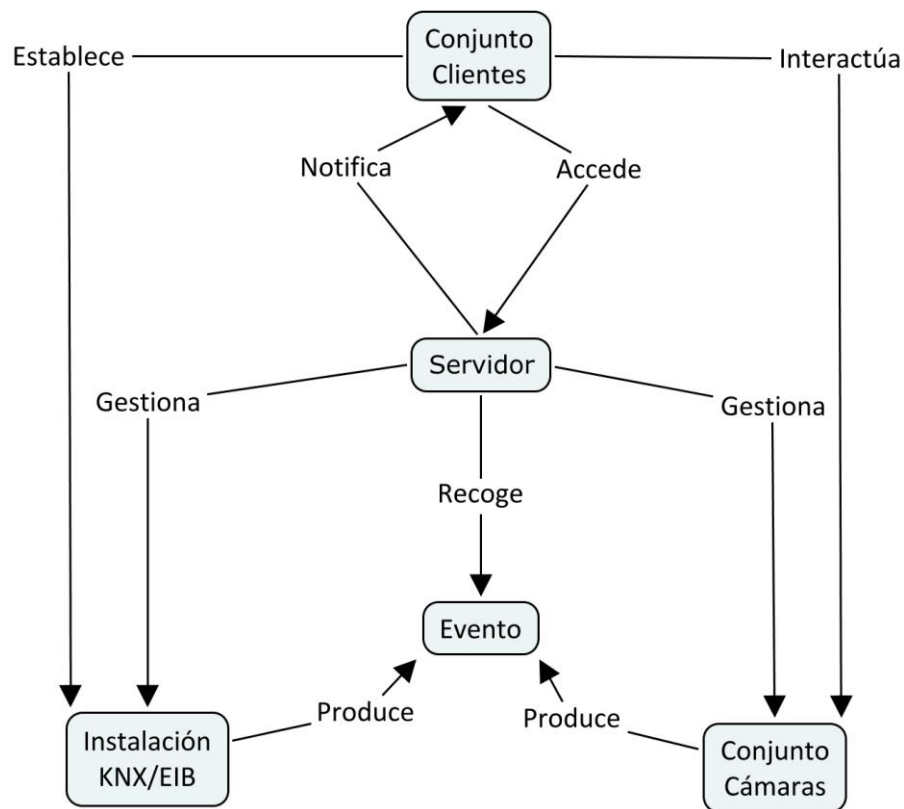 Conjunto
Clientes
Establece
Interactúa
Notifica
Accede
Servidor
Gestiona
Gestiona
Recoge
Evento
Produce
Produce
Instalación
KNX/EIB
Conjunto
Cámaras